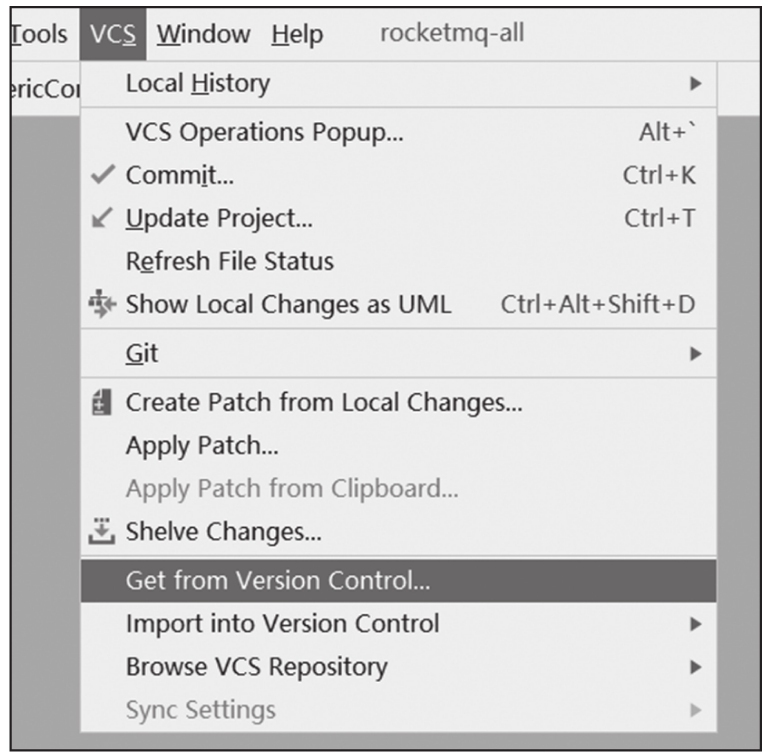 Tools VCS Window Help rocketmq-all
ericCo
Local History
VCS Operations Popup... Alt+`
Commit... Ctrl+K
Update Project... Ctrl+T
Refresh File Status
Show Local Changes as UML Ctrl+Alt+Shift+D
Git
Create Patch from Local Changes...
Apply Patch...
Apply Patch from Clipboard...
Shelve Changes...
Get from Version Control...
Import into Version Control
Browse VCS Repository
Sync Settings